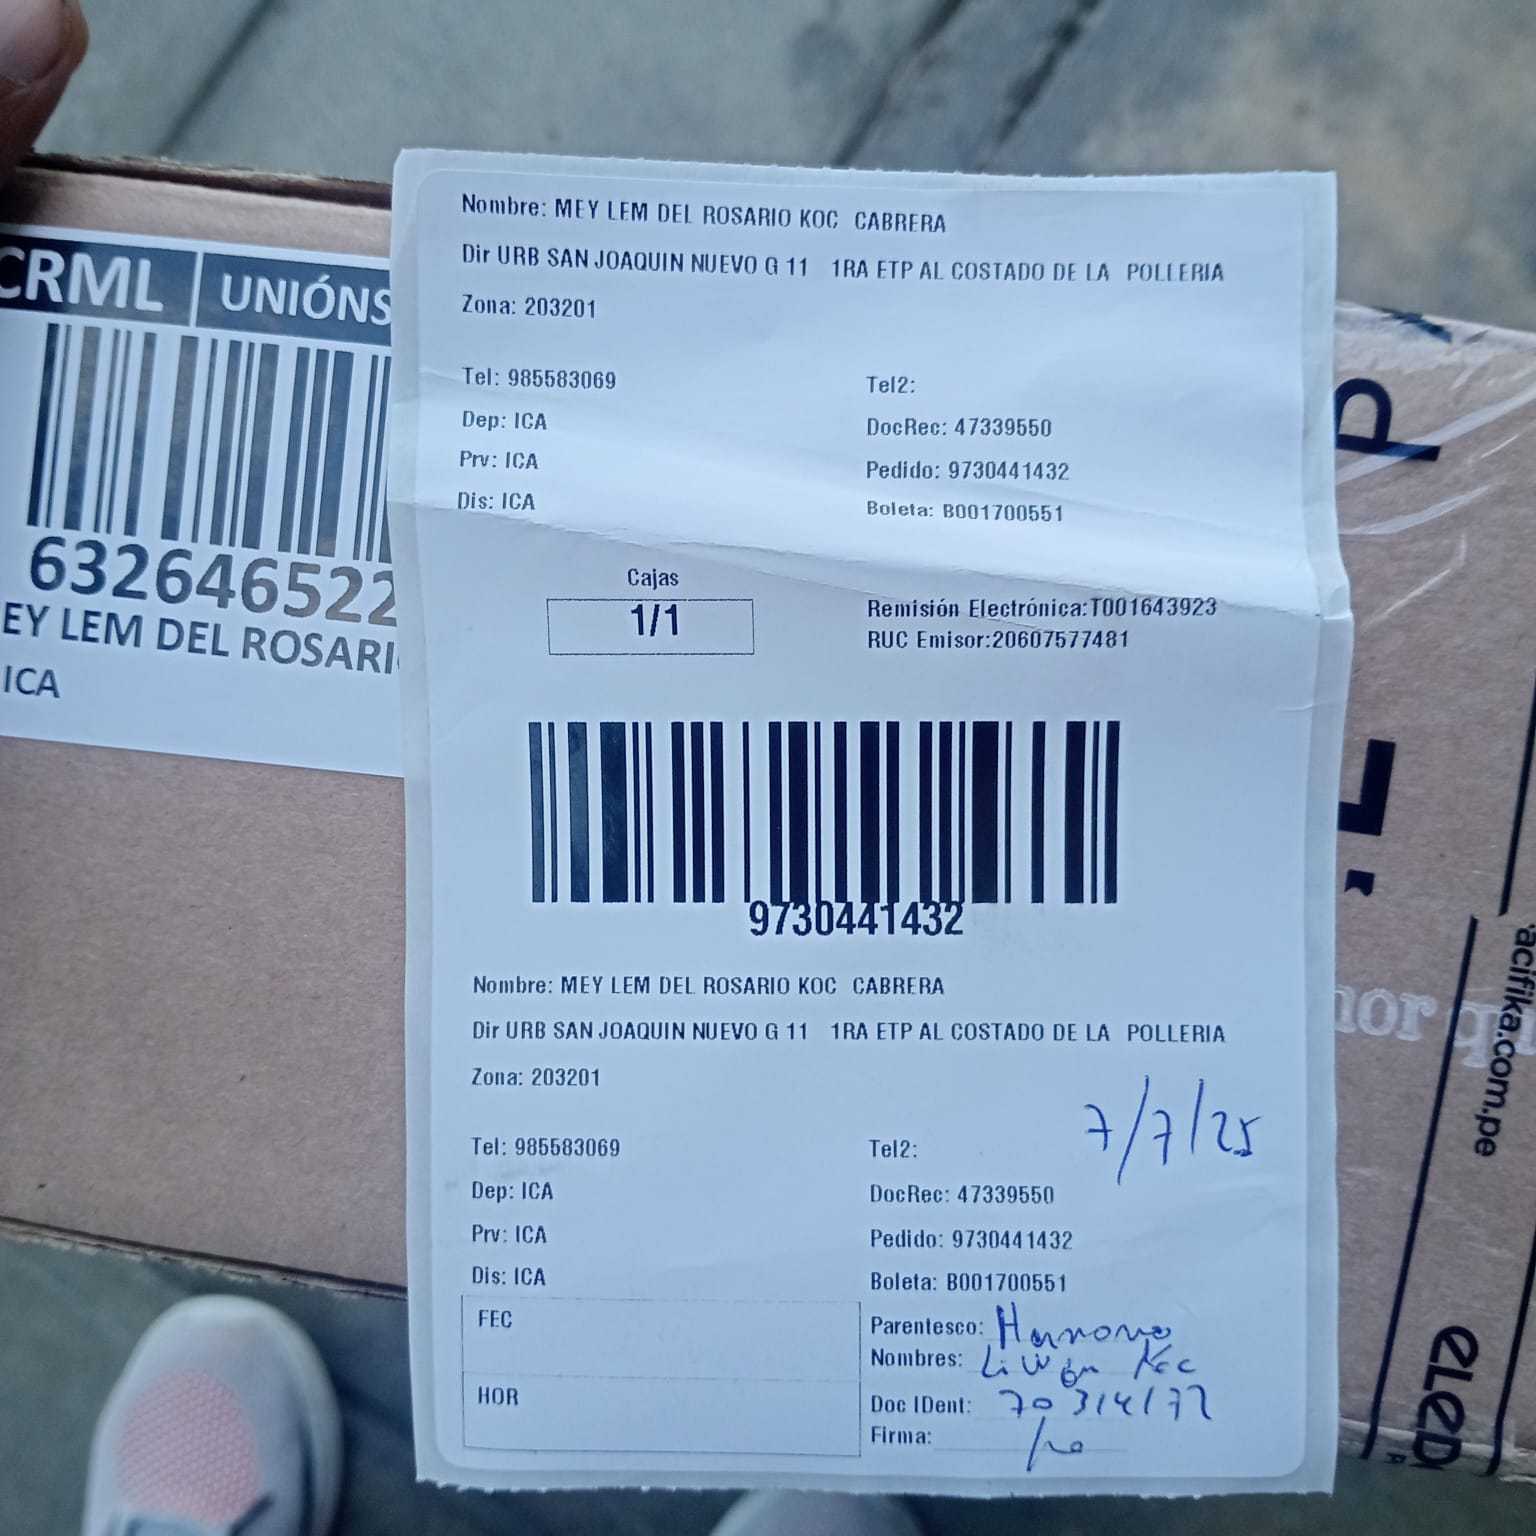 CRML UNIÓNS
632646522
EY LEM DEL ROSARI
ICA
Nombre: MEY LEM DEL ROSARIO KOC CABRERA
Dir URB SAN JOAQUIN NUEVO G 11 1RA ETP AL COSTADO DE LA POLLERIA
Zona: 203201
Tel: 985583069 Tel2:
Dep: ICA DocRec: 47339550
Prv: ICA Pedido: 9730441432
Dis: ICA Boleta: B001700551
Cajas
1/1
Remisión Electrónica:T001643923
RUC Emisor:20607577481
9730441432
Nombre: MEY LEM DEL ROSARIO KOC CABRERA
Dir URB SAN JOAQUIN NUEVO G 11 1RA ETP AL COSTADO DE LA POLLERIA
Zona: 203201
7/7/25
Tel: 985583069 Tel2:
Dep: ICA DocRec: 47339550
Prv: ICA Pedido: 9730441432
Dis: ICA Boleta: B001700551
FEC
HOR
Parentesco: Hermano
Nombres: Koc
Doc IDent:
Firma:
acifika.com.pe